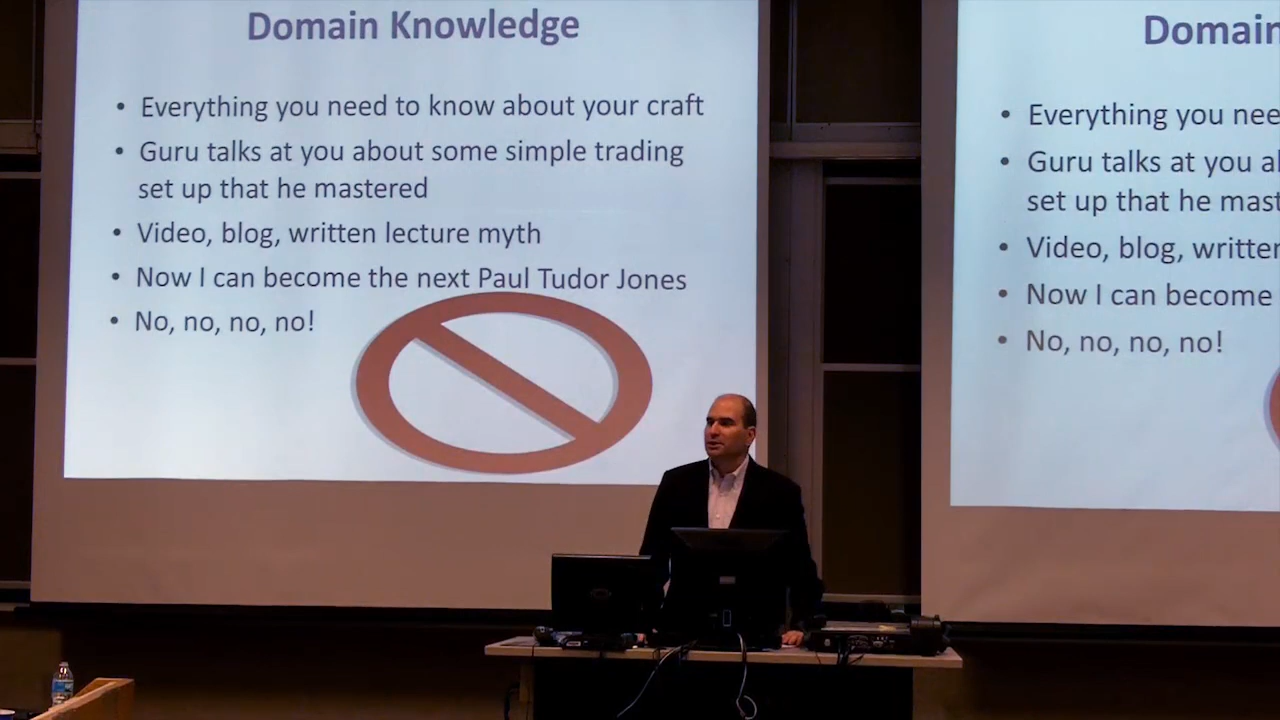 Domain Knowledge
• Everything you need to know about your craft
• Guru talks at you about some simple trading
set up that he mastered
• Video, blog, written lecture myth
• Now I can become the next Paul Tudor Jones
• No, no, no, no!
Domain
• Everything you nee
• Guru talks at you al
set up that he mast
• Video, blog, written
• Now I can become
• No, no, no, no!